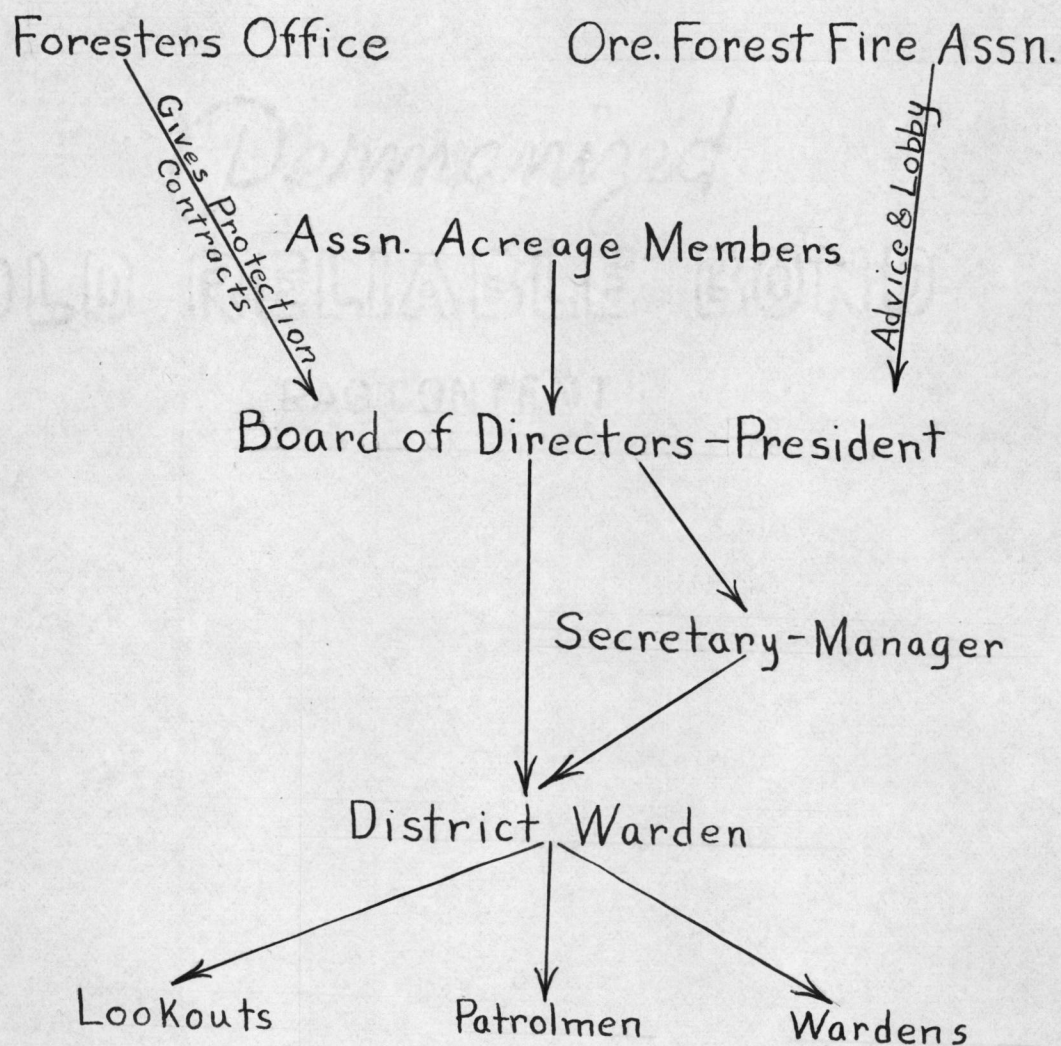 Foresters Office
Ore. Forest Fire Assn.
Gives Protection
Contracts
Advice & Lobby
Assn. Acreage Members
Board of Directors - President
Secretary - Manager
District Warden
Lookouts
Patrolmen
Wardens